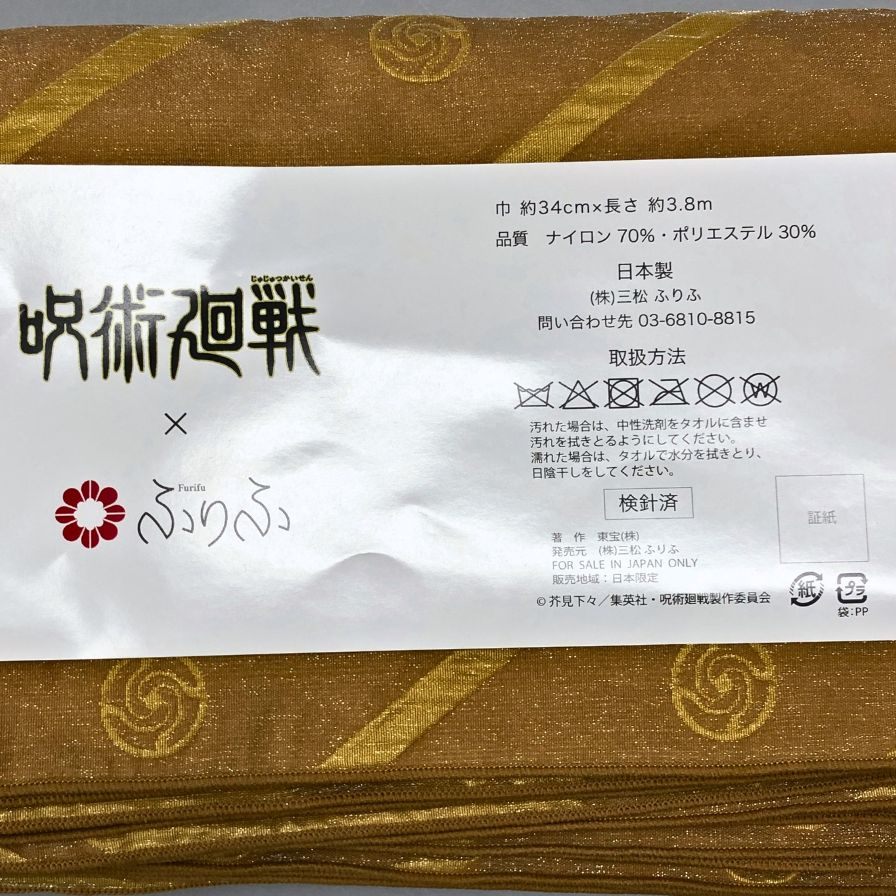 じゅじゅつかいせん
呪術廻戦
×
Furifu
ふりふ
巾 約34cm×長さ 約3.8m
品質 ナイロン 70%・ポリエステル 30%
日本製
(株)三松 ふりふ
問い合わせ先 03-6810-8815
取扱方法
W
汚れた場合は、中性洗剤をタオルに含ませ
汚れを拭きとるようにしてください。
濡れた場合は、タオルで水分を拭きとり、
日陰干しをしてください。
検針済
証紙
著 作 東宝(株)
発売元 (株)三松 ふりふ
FOR SALE IN JAPAN ONLY
販売地域：日本限定
©芥見下々／集英社・呪術廻戦製作委員会
紙
プラ
袋:PP